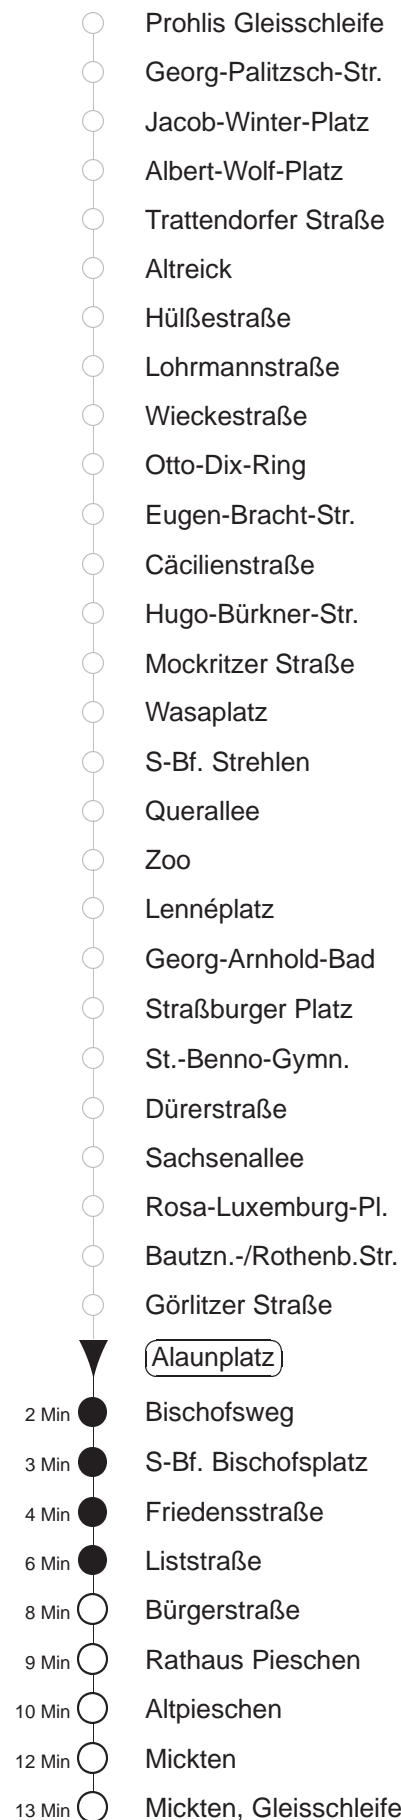 Prohlis Gleisschleife
Georg-Palitzsch-Str.
Jacob-Winter-Platz
Albert-Wolf-Platz
Trattendorfer Straße
Altreick
Hülßestraße
Lohrmannstraße
Wieckestraße
Otto-Dix-Ring
Eugen-Bracht-Str.
Cäcilienstraße
Hugo-Bürkner-Str.
Mockritzer Straße
Wasaplatz
S-Bf. Strehlen
Querallee
Zoo
Lennéplatz
Georg-Arnhold-Bad
Straßburger Platz
St.-Benno-Gymn.
Dürerstraße
Sachsenallee
Rosa-Luxemburg-Pl.
Bautzn.-/Rothenb.Str.
Görlitzer Straße
Alaunplatz
2 Min Bischofsweg
3 Min S-Bf. Bischofsplatz
4 Min Friedensstraße
6 Min Liststraße
8 Min Bürgerstraße
9 Min Rathaus Pieschen
10 Min Altpieschen
12 Min Mickten
13 Min Mickten, Gleisschleife